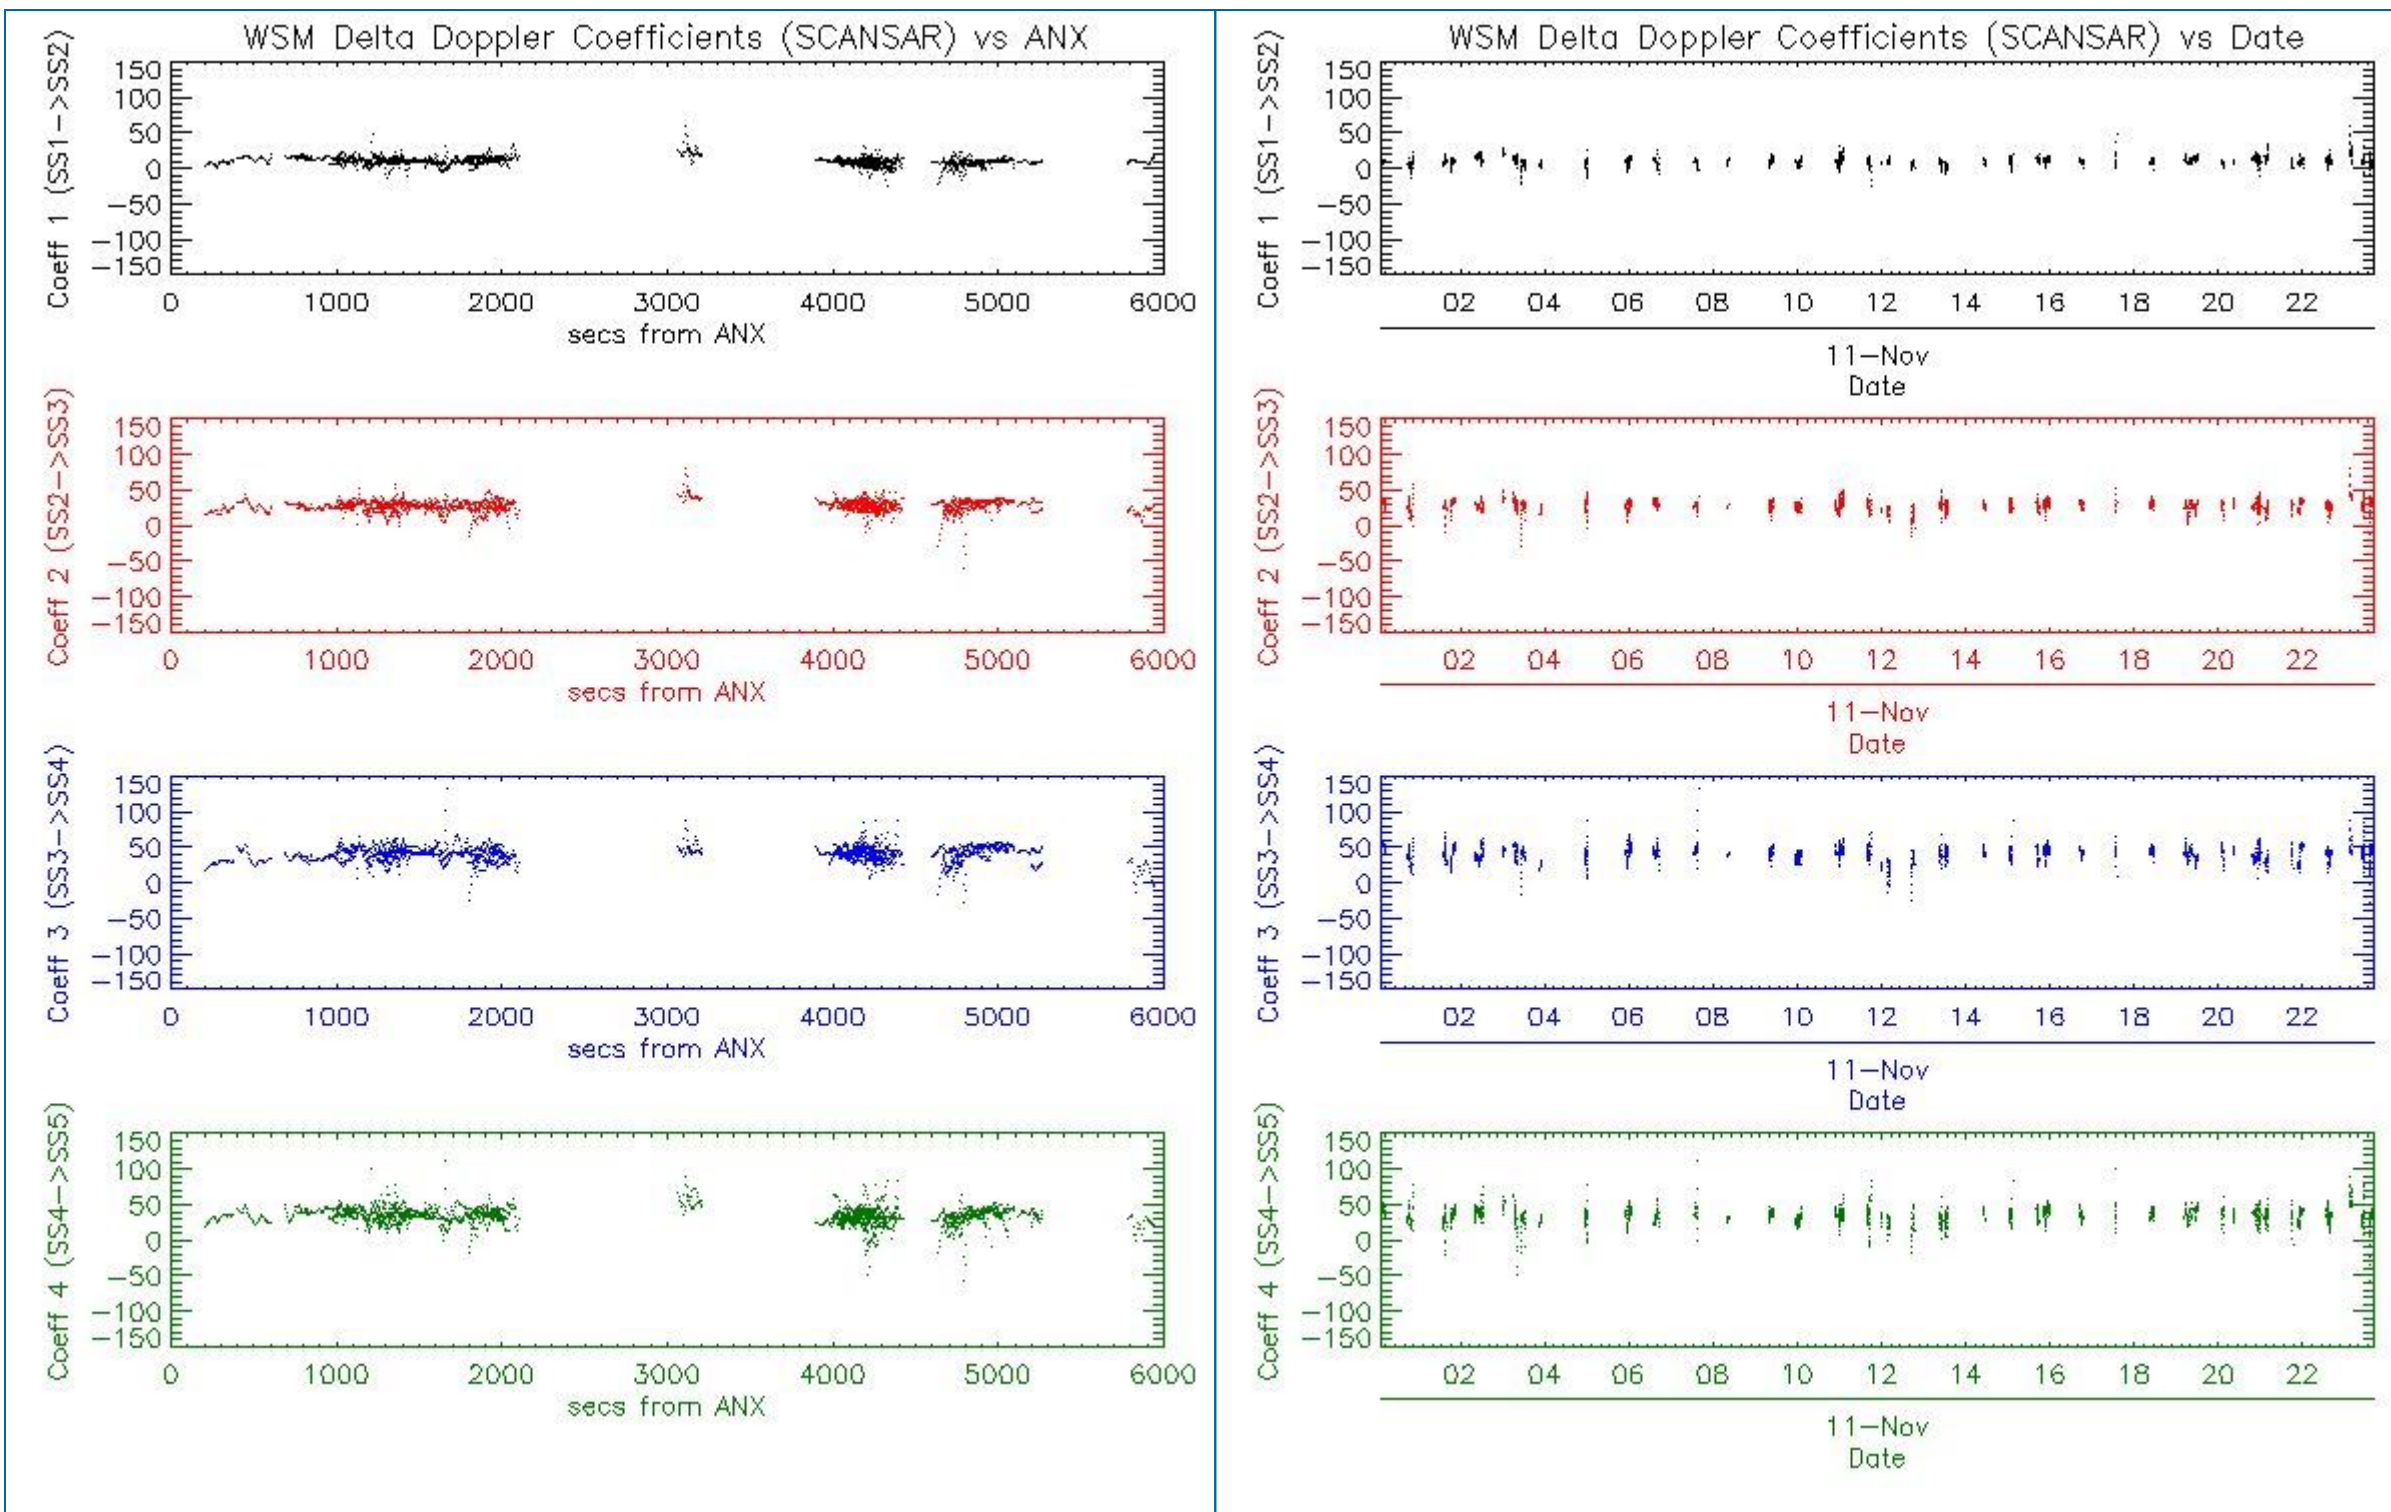 WSM Delta Doppler Coefficients (SCANSAR) vs ANX
Coeff 1 (SS1->SS2)
150
100
50
0
-50
-100
-150
0 1000 2000 3000 4000 5000 6000
secs from ANX
Coeff 2 (SS2->SS3)
150
100
50
0
-50
-100
-150
0 1000 2000 3000 4000 5000 6000
secs from ANX
Coeff 3 (SS3->SS4)
150
100
50
0
-50
-100
-150
0 1000 2000 3000 4000 5000 6000
secs from ANX
Coeff 4 (SS4->SS5)
150
100
50
0
-50
-100
-150
0 1000 2000 3000 4000 5000 6000
secs from ANX
WSM Delta Doppler Coefficients (SCANSAR) vs Date
Coeff 1 (SS1->SS2)
150
100
50
0
-50
-100
-150
02 04 06 08 10 12 14 16 18 20 22
11-Nov
Date
Coeff 2 (SS2->SS3)
150
100
50
0
-50
-100
-150
02 04 06 08 10 12 14 16 18 20 22
11-Nov
Date
Coeff 3 (SS3->SS4)
150
100
50
0
-50
-100
-150
02 04 06 08 10 12 14 16 18 20 22
11-Nov
Date
Coeff 4 (SS4->SS5)
150
100
50
0
-50
-100
-150
02 04 06 08 10 12 14 16 18 20 22
11-Nov
Date